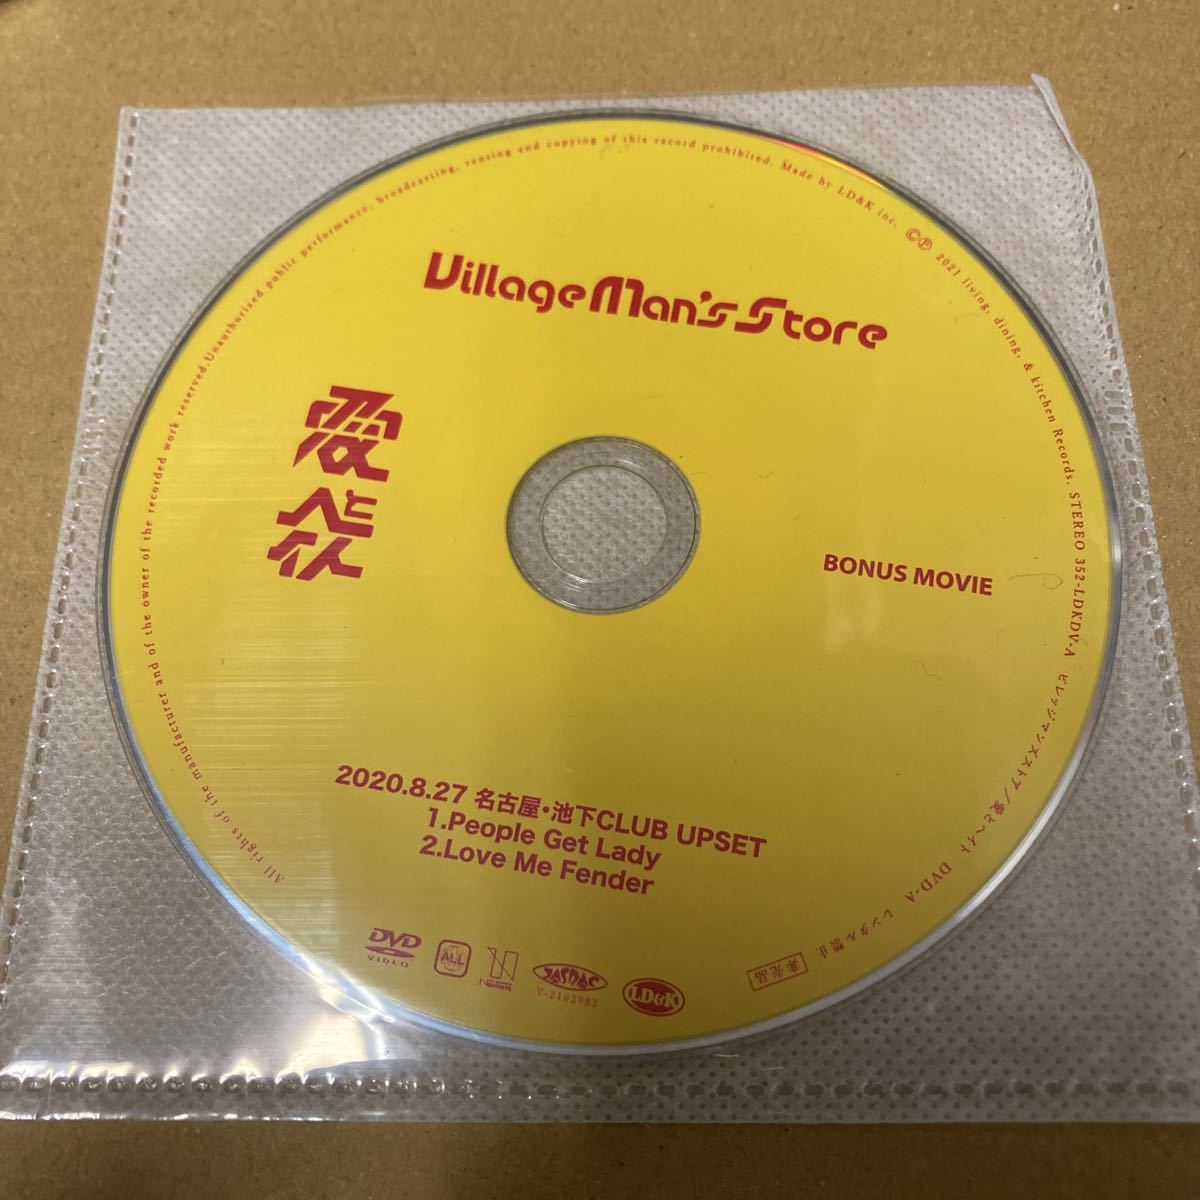 Village Man's Store
愛とヘイト
BONUS MOVIE
2020.8.27 名古屋・池下CLUB UPSET
1.People Get Lady
2.Love Me Fender
DVD
VIDEO
ALL
NTSC
JASRAC
V-2102982
LD&K
非売品
All rights of the manufacturer and of the owner of the recorded work reserved.Unauthorized public performance, broadcasting, renting and copying of this record prohibited. Made by LD&K inc. ©℗ 2021 living, dining, & kitchen Records. STEREO 352-LDKDV-A ビレッジマンズストア/愛とヘイト DVD-A レンタル禁止.